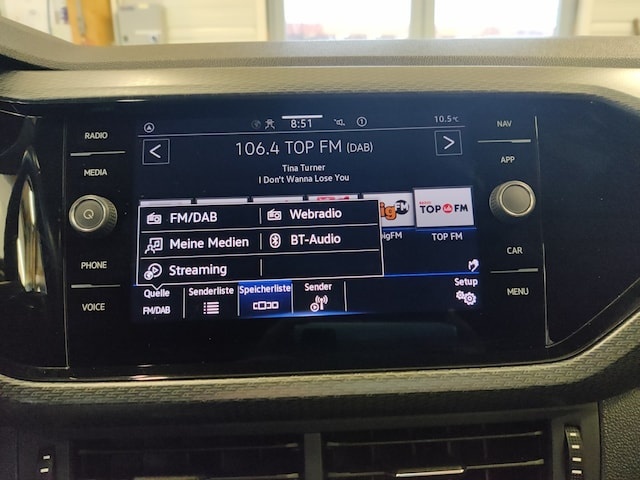 RADIO
MEDIA
PHONE
VOICE
8:51
10.5°C
106.4 TOP FM (DAB)
Tina Turner
I Don't Wanna Lose You
FM/DAB
Webradio
Meine Medien
BT-Audio
Streaming
bigFM
TOP FM
TOP FM
Quelle
FM/DAB
Senderliste
Speicherliste
Sender
Setup
NAV
APP
CAR
MENU